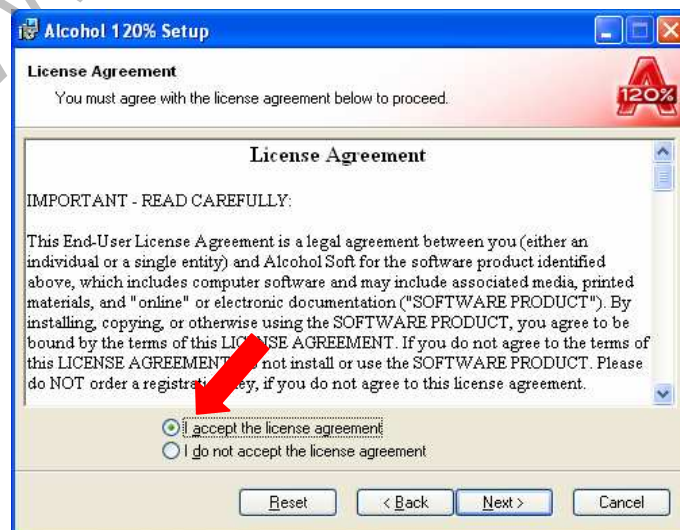 Alcohol 120% Setup
License Agreement
You must agree with the license agreement below to proceed.
120%
License Agreement
IMPORTANT - READ CAREFULLY:
This End-User License Agreement is a legal agreement between you (either an
individual or a single entity) and Alcohol Soft for the software product identified
above, which includes computer software and may include associated media, printed
materials, and "online" or electronic documentation ("SOFTWARE PRODUCT"). By
installing, copying, or otherwise using the SOFTWARE PRODUCT, you agree to be
bound by the terms of this LICENSE AGREEMENT. If you do not agree to the terms of
this LICENSE AGREEMENT, not install or use the SOFTWARE PRODUCT. Please
do NOT order a registration key, if you do not agree to this license agreement.
I accept the license agreement
I do not accept the license agreement
Reset
< Back
Next >
Cancel